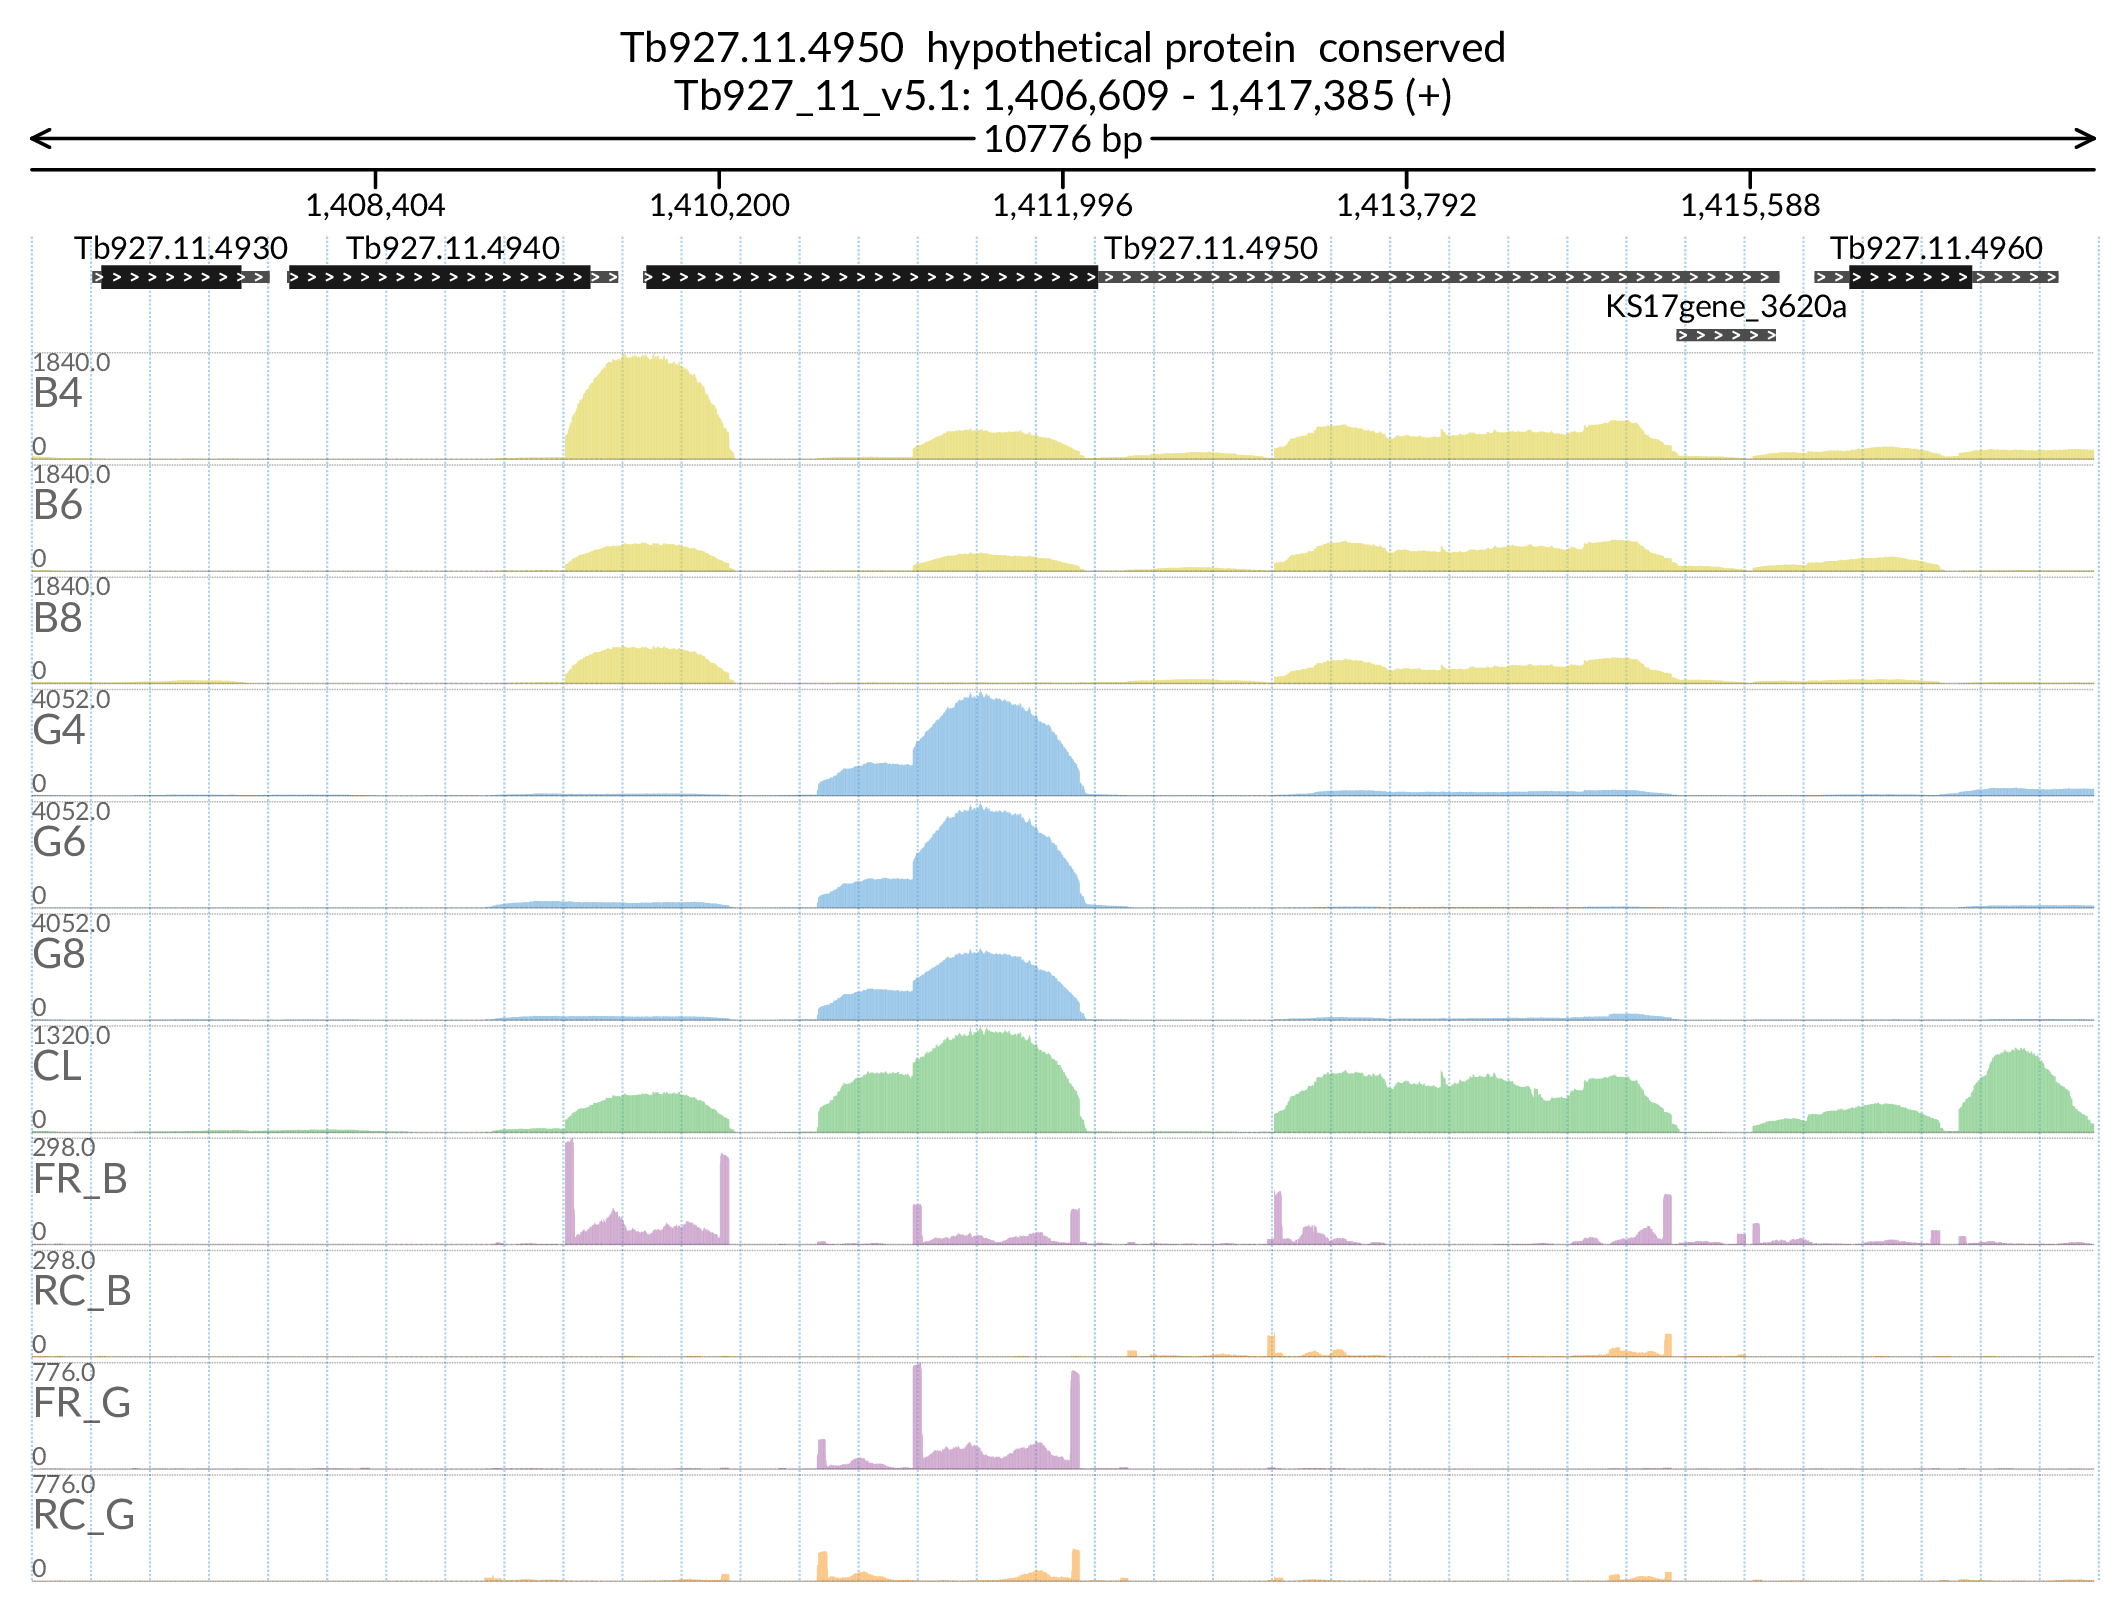 Tb927.11.4950 hypothetical protein conserved
Tb927_11_v5.1: 1,406,609 - 1,417,385 (+)
10776 bp
1,408,404 1,410,200 1,411,996 1,413,792 1,415,588
Tb927.11.4930 Tb927.11.4940 Tb927.11.4950 Tb927.11.4960
KS17gene_3620a
1840.0
B4
0
1840.0
B6
0
1840.0
B8
0
4052.0
G4
0
4052.0
G6
0
4052.0
G8
0
1320.0
CL
0
298.0
FR_B
0
298.0
RC_B
0
776.0
FR_G
0
776.0
RC_G
0